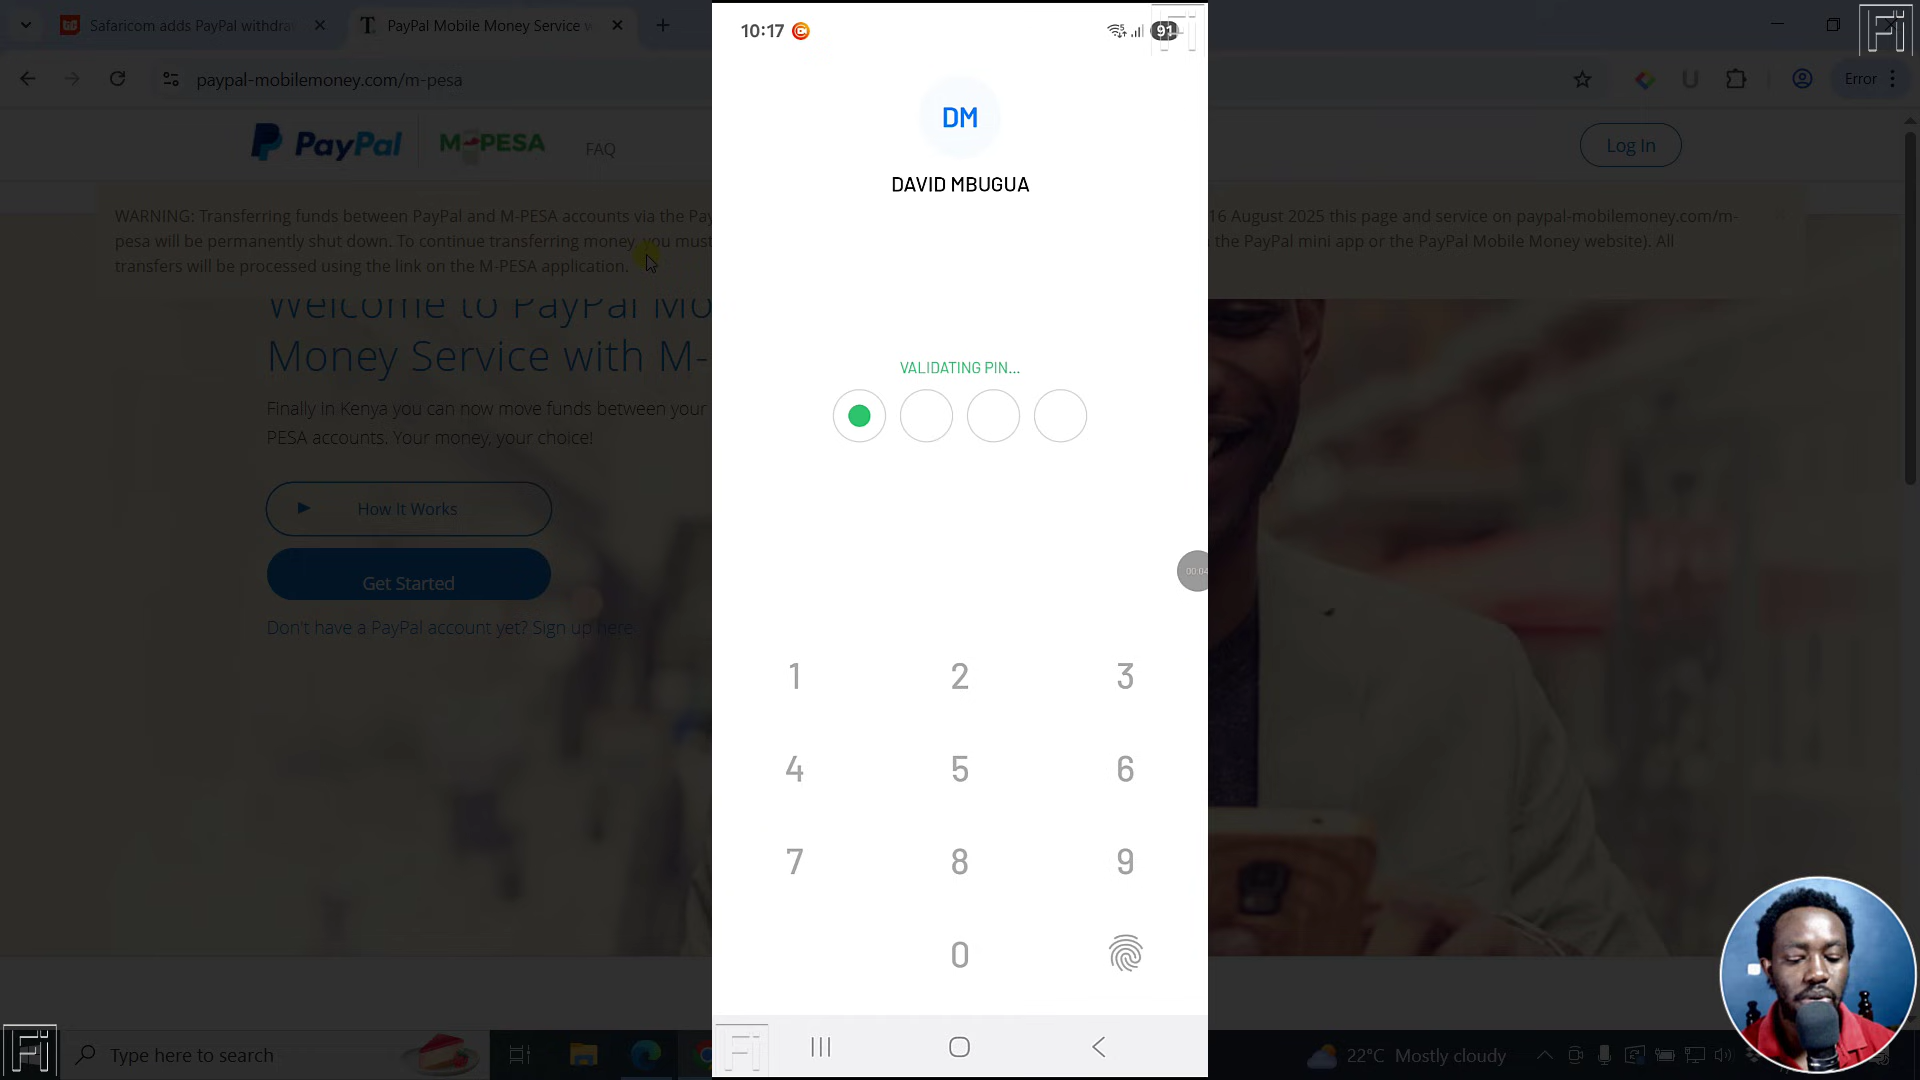 Safaricom adds PayPal withdra
PayPal Mobile Money Service w
paypal-mobilemoney.com/m-pesa
Error
PayPal
M-PESA
FAQ
Log In
WARNING: Transferring funds between PayPal and M-PESA accounts via the Pay
16 August 2025 this page and service on paypal-mobilemoney.com/m-
pesa will be permanently shut down. To continue transferring money, you must
the PayPal mini app or the PayPal Mobile Money website). All
transfers will be processed using the link on the M-PESA application.
Welcome to PayPal Mo
Money Service with M-
Finally in Kenya you can now move funds between your
PESA accounts. Your money, your choice!
How It Works
Get Started
Don't have a PayPal account yet? Sign up here
10:17
91
DM
DAVID MBUGUA
VALIDATING PIN...
00:04
1 2 3
4 5 6
7 8 9
0
Type here to search
22°C Mostly cloudy
Fi
Fi
Fi
Fi